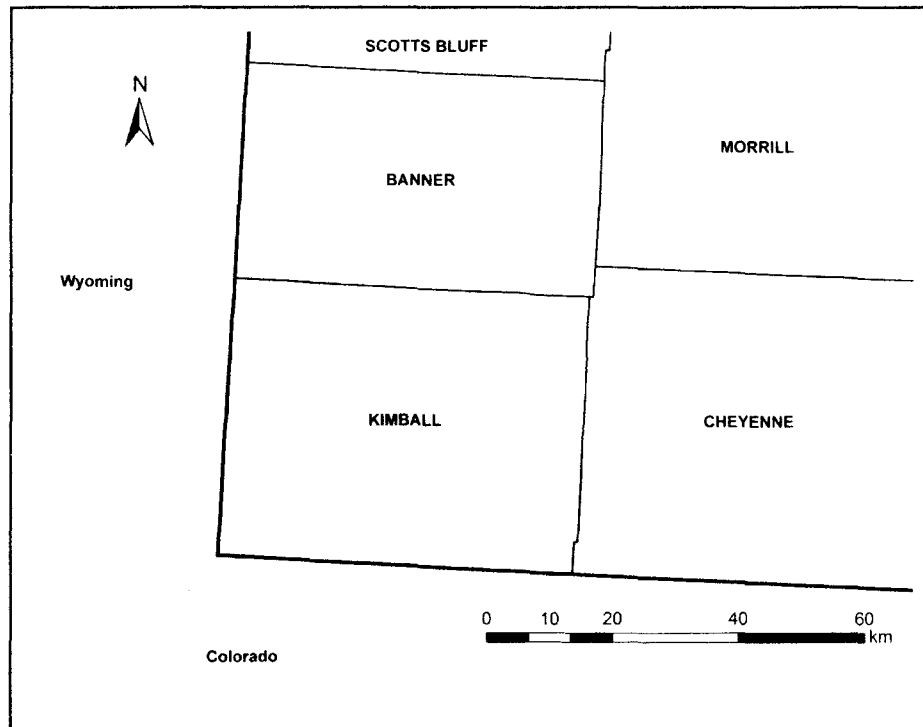 SCOTTS BLUFF
N
MORRILL
BANNER
Wyoming
KIMBALL
CHEYENNE
0 10 20 40 60
km
Colorado